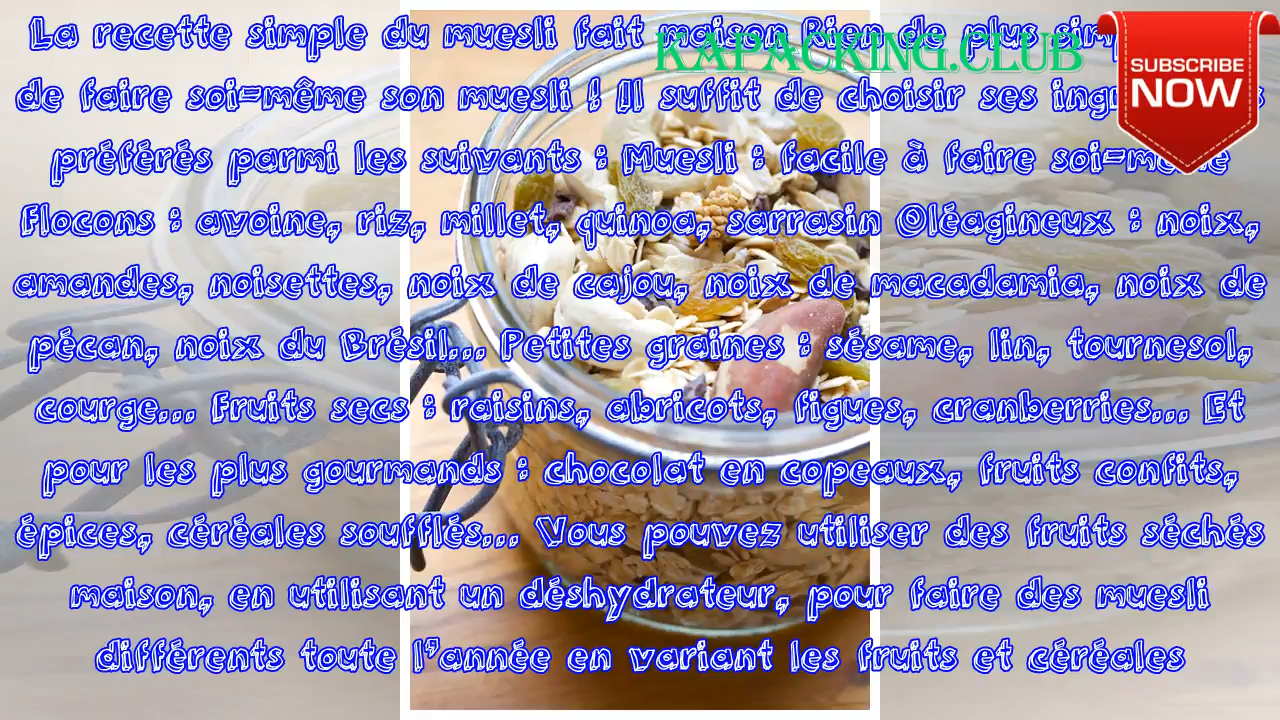 La recette simple du muesli fait maison Rien de plus
de faire soi-même son muesli ! Il suffit de choisir ses
préférés parmi les suivants : Muesli : facile à faire
Flocons : avoine, riz, millet, quinoa, sarrasin Oléagineux : noix,
amandes, noisettes, noix de cajou, noix de macadamia, noix de
pécan, noix du Brésil... Petites graines : sésame, lin, tournesol,
courge... Fruits secs : raisins, abricots, figues, cranberries... Et
pour les plus gourmands : chocolat en copeaux, fruits confits,
épices, céréales soufflés... Vous pouvez utiliser des fruits séchés
maison, en utilisant un déshydrateur, pour faire des muesli
différents toute l'année en variant les fruits et céréales
KAPACKING.CLUB
SUBSCRIBE
NOW